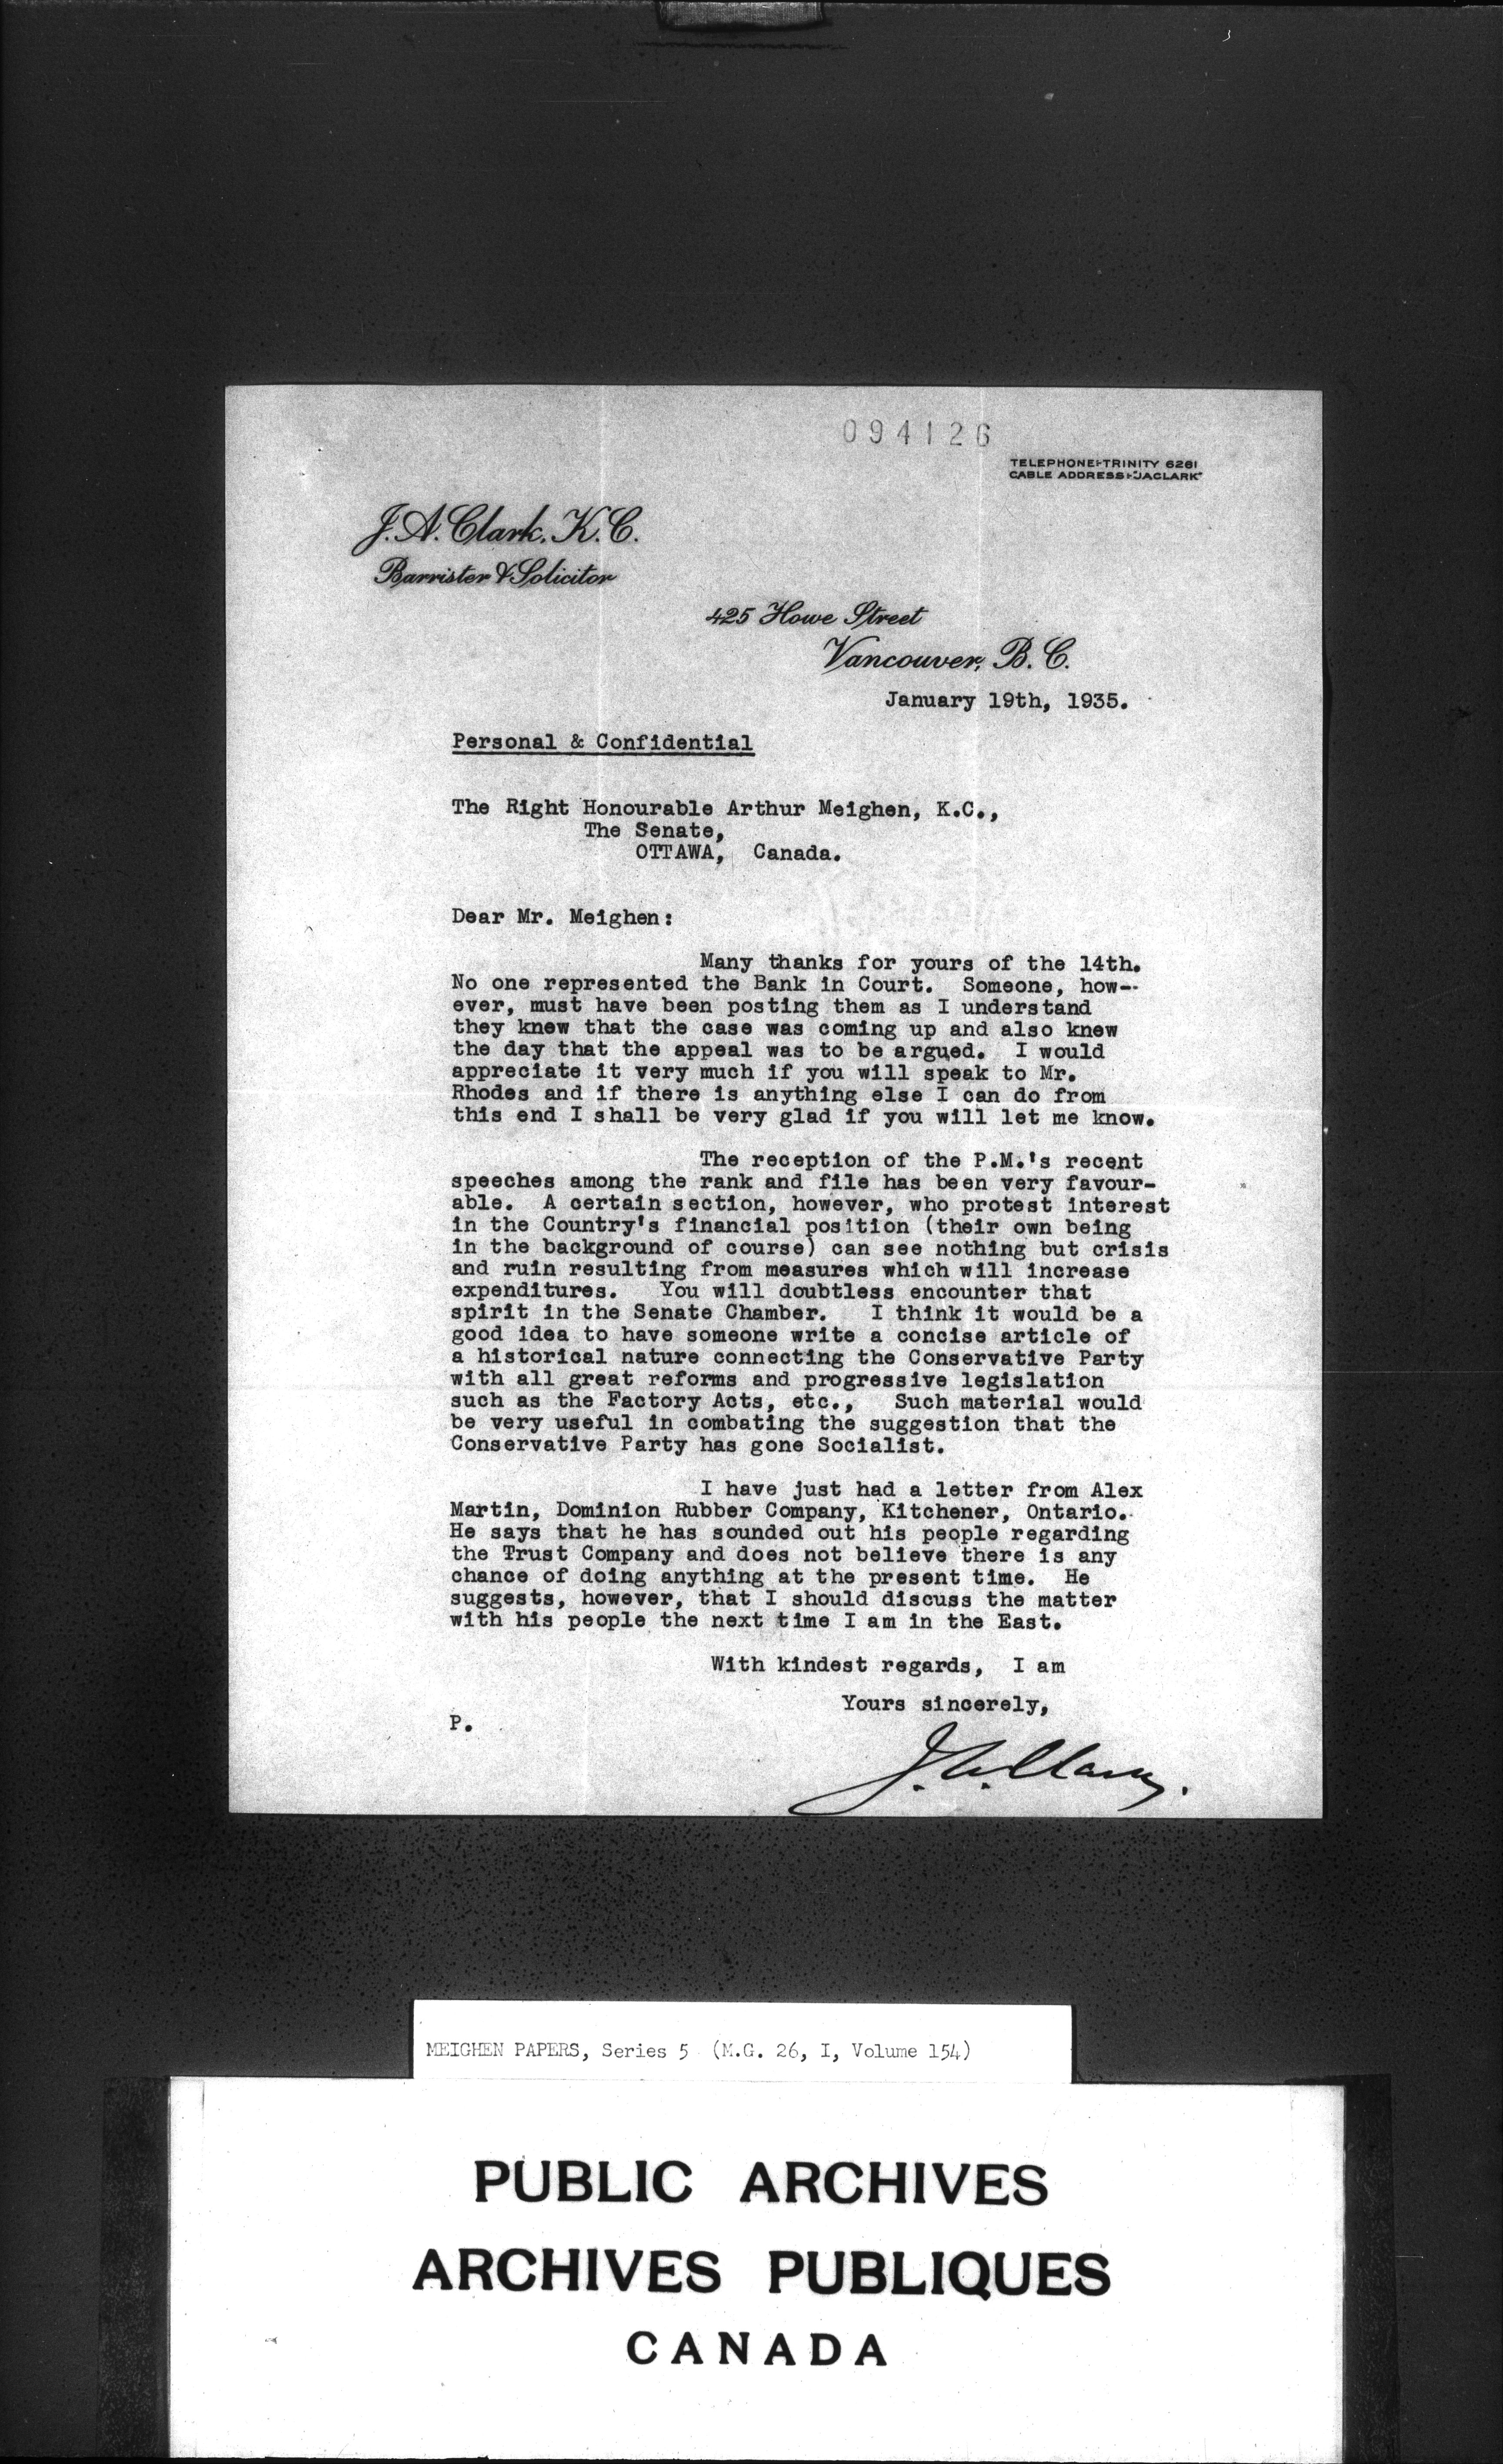 094126
TELEPHONE:-TRINITY 6261
CABLE ADDRESS:-"JACLARK"
J. A. Clark, K. C.
Barrister & Solicitor
425 Howe Street
Vancouver, B. C.
January 19th, 1935.
Personal & Confidential
The Right Honourable Arthur Meighen, K.C.,
The Senate,
OTTAWA, Canada.
Dear Mr. Meighen:
Many thanks for yours of the 14th.
No one represented the Bank in Court. Someone, how-
ever, must have been posting them as I understand
they knew that the case was coming up and also knew
the day that the appeal was to be argued. I would
appreciate it very much if you will speak to Mr.
Rhodes and if there is anything else I can do from
this end I shall be very glad if you will let me know.
The reception of the P.M.'s recent
speeches among the rank and file has been very favour-
able. A certain section, however, who protest interest
in the Country's financial position (their own being
in the background of course) can see nothing but crisis
and ruin resulting from measures which will increase
expenditures. You will doubtless encounter that
spirit in the Senate Chamber. I think it would be a
good idea to have someone write a concise article of
a historical nature connecting the Conservative Party
with all great reforms and progressive legislation
such as the Factory Acts, etc., Such material would
be very useful in combating the suggestion that the
Conservative Party has gone Socialist.
I have just had a letter from Alex
Martin, Dominion Rubber Company, Kitchener, Ontario.
He says that he has sounded out his people regarding
the Trust Company and does not believe there is any
chance of doing anything at the present time. He
suggests, however, that I should discuss the matter
with his people the next time I am in the East.
With kindest regards, I am
Yours sincerely,
P.
J. A. Clark.
MEIGHEN PAPERS, Series 5 (M.G. 26, I, Volume 154)
PUBLIC ARCHIVES
ARCHIVES PUBLIQUES
CANADA